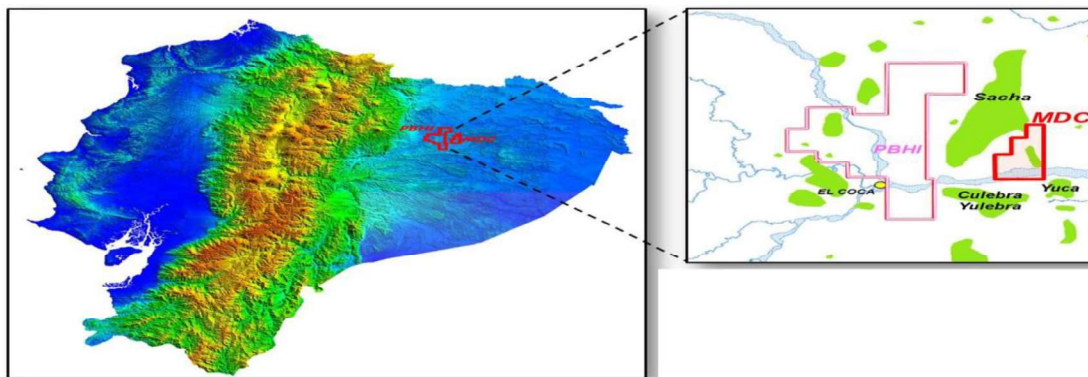 PBHI
MDC
Sacha
MDC
PBHI
EL COCA
Culebra
Yulebra
Yuca